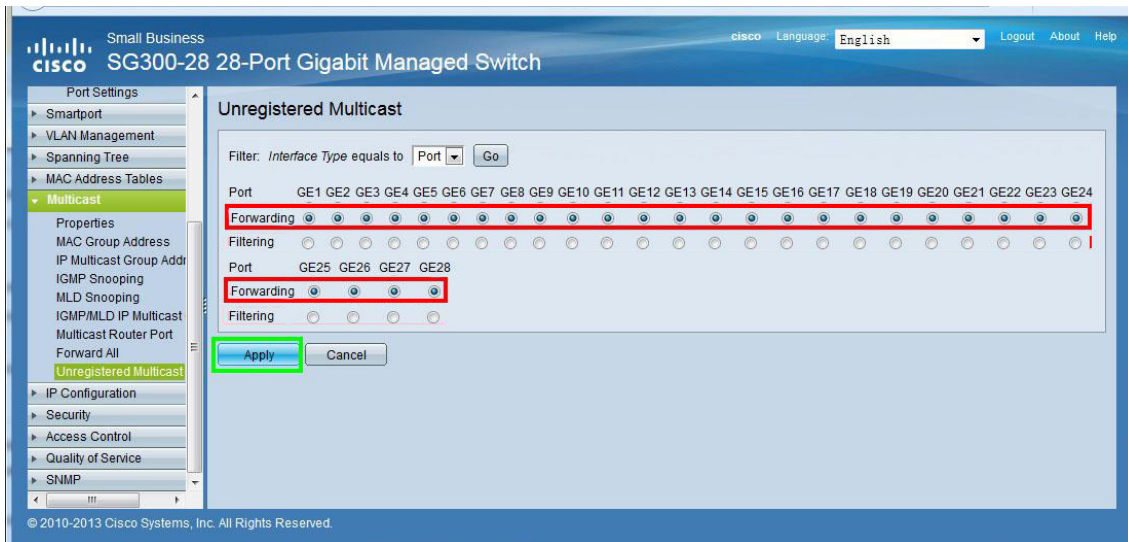 Small Business
cisco Language: English Logout About Help
CISCO SG300-28 28-Port Gigabit Managed Switch
Port Settings
Smartport
VLAN Management
Spanning Tree
MAC Address Tables
Multicast
Properties
MAC Group Address
IP Multicast Group Addr
IGMP Snooping
MLD Snooping
IGMP/MLD IP Multicast
Multicast Router Port
Forward All
Unregistered Multicast
IP Configuration
Security
Access Control
Quality of Service
SNMP
Unregistered Multicast
Filter: Interface Type equals to Port Go
Port GE1 GE2 GE3 GE4 GE5 GE6 GE7 GE8 GE9 GE10 GE11 GE12 GE13 GE14 GE15 GE16 GE17 GE18 GE19 GE20 GE21 GE22 GE23 GE24
Forwarding
Filtering
Port GE25 GE26 GE27 GE28
Forwarding
Filtering
Apply Cancel
© 2010-2013 Cisco Systems, Inc. All Rights Reserved.